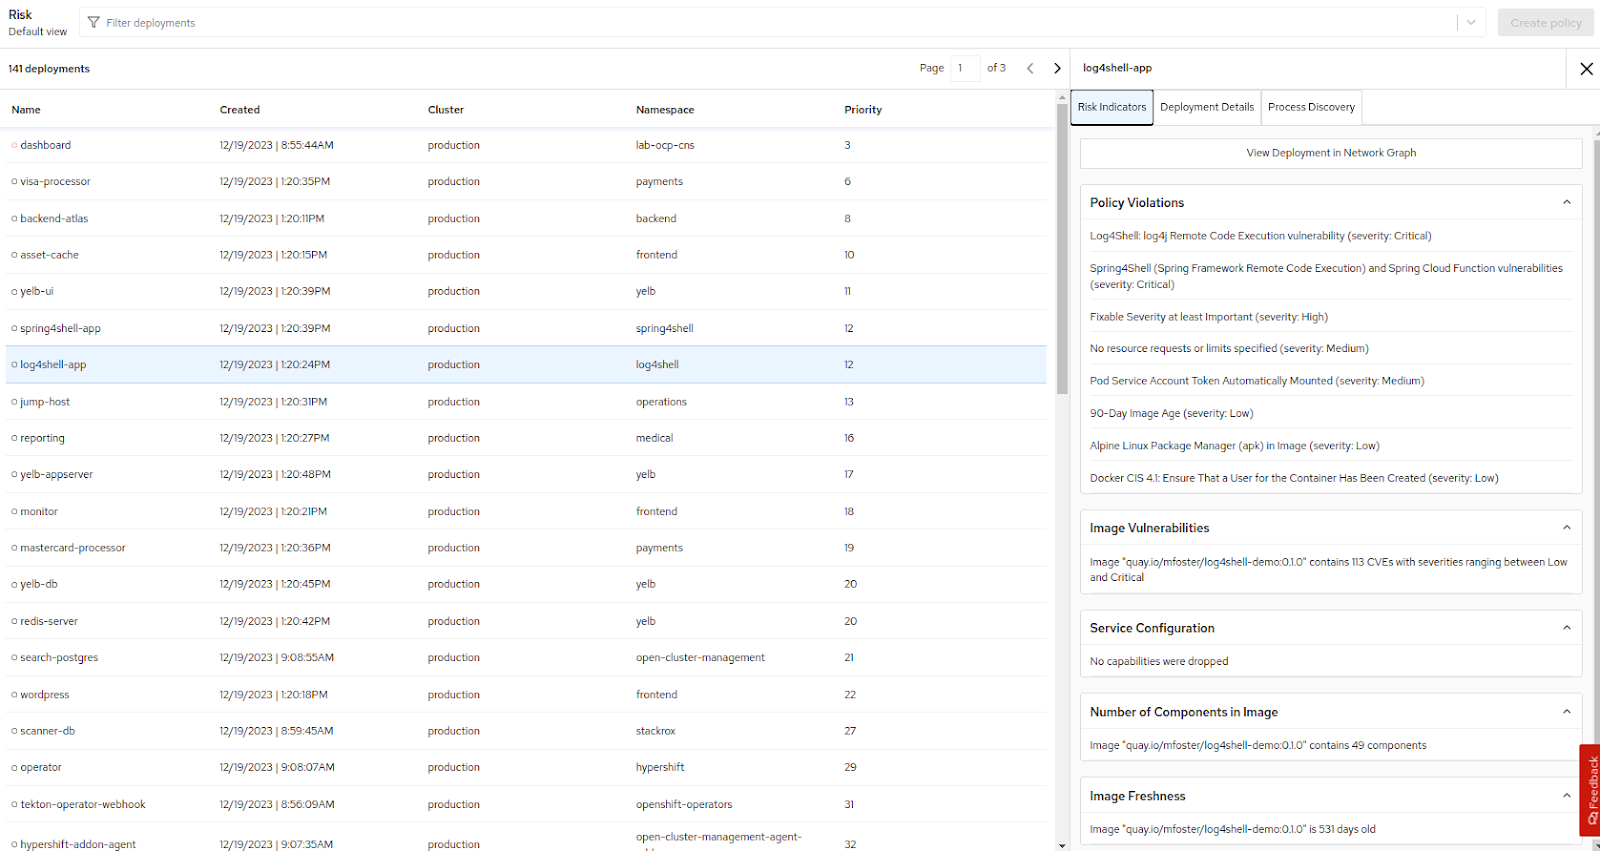 Risk
Default view
Filter deployments
Create policy
141 deployments
Page 1 of 3
log4shell-app
Name Created Cluster Namespace Priority
dashboard 12/19/2023 | 8:55:44AM production lab-ocp-cns 3
visa-processor 12/19/2023 | 1:20:35PM production payments 6
backend-atlas 12/19/2023 | 1:20:11PM production backend 8
asset-cache 12/19/2023 | 1:20:15PM production frontend 10
yelb-ui 12/19/2023 | 1:20:39PM production yelb 11
spring4shell-app 12/19/2023 | 1:20:39PM production spring4shell 12
log4shell-app 12/19/2023 | 1:20:24PM production log4shell 12
jump-host 12/19/2023 | 1:20:31PM production operations 13
reporting 12/19/2023 | 1:20:27PM production medical 16
yelb-appserver 12/19/2023 | 1:20:48PM production yelb 17
monitor 12/19/2023 | 1:20:21PM production frontend 18
mastercard-processor 12/19/2023 | 1:20:36PM production payments 19
yelb-db 12/19/2023 | 1:20:45PM production yelb 20
redis-server 12/19/2023 | 1:20:42PM production yelb 20
search-postgres 12/19/2023 | 9:08:55AM production open-cluster-management 21
wordpress 12/19/2023 | 1:20:18PM production frontend 22
scanner-db 12/19/2023 | 8:59:45AM production stackrox 27
operator 12/19/2023 | 9:08:07AM production hypershift 29
tekton-operator-webhook 12/19/2023 | 8:56:09AM production openshift-operators 31
hypershift-addon-agent 12/19/2023 | 9:07:35AM production open-cluster-management-agent- 32
Risk Indicators Deployment Details Process Discovery
View Deployment in Network Graph
Policy Violations
Log4Shell: log4j Remote Code Execution vulnerability (severity: Critical)
Spring4Shell (Spring Framework Remote Code Execution) and Spring Cloud Function vulnerabilities
(severity: Critical)
Fixable Severity at least Important (severity: High)
No resource requests or limits specified (severity: Medium)
Pod Service Account Token Automatically Mounted (severity: Medium)
90-Day Image Age (severity: Low)
Alpine Linux Package Manager (apk) in Image (severity: Low)
Docker CIS 4.1: Ensure That a User for the Container Has Been Created (severity: Low)
Image Vulnerabilities
Image "quay.io/mfoster/log4shell-demo:0.1.0" contains 113 CVEs with severities ranging between Low
and Critical
Service Configuration
No capabilities were dropped
Number of Components in Image
Image "quay.io/mfoster/log4shell-demo:0.1.0" contains 49 components
Image Freshness
Image "quay.io/mfoster/log4shell-demo:0.1.0" is 531 days old
Feedback